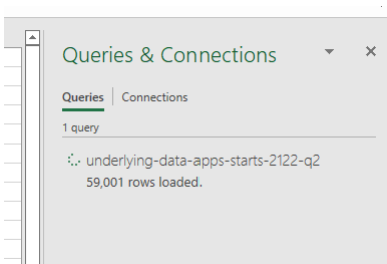 Queries & Connections
Queries | Connections
1 query
underlying-data-apps-starts-2122-q2
59,001 rows loaded.